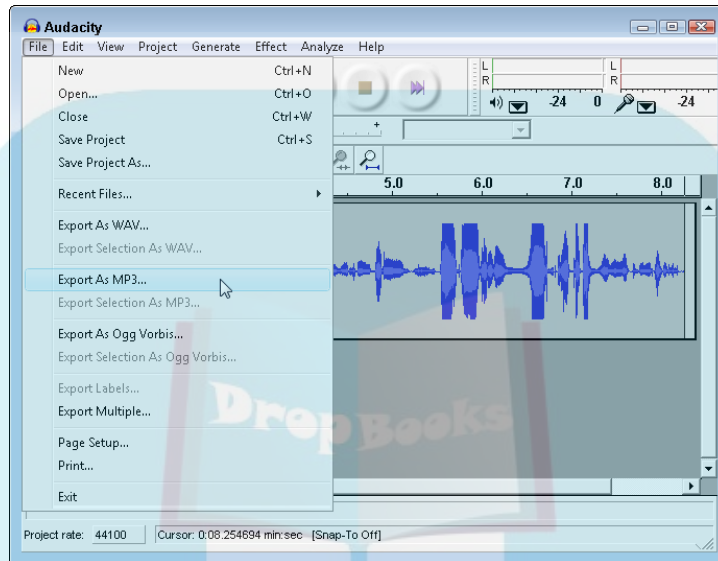 Audacity
File Edit View Project Generate Effect Analyze Help
New Ctrl+N
Open... Ctrl+O
Close Ctrl+W
Save Project Ctrl+S
Save Project As...
Recent Files...
Export As WAV...
Export Selection As WAV...
Export As MP3...
Export Selection As MP3...
Export As Ogg Vorbis...
Export Selection As Ogg Vorbis...
Export Labels...
Export Multiple...
Page Setup...
Print...
Exit
L
R
-24 0
L
R
-24
5.0 6.0 7.0 8.0
DropBooks
Project rate: 44100 Cursor: 0:08.254694 min:sec [Snap-To Off]